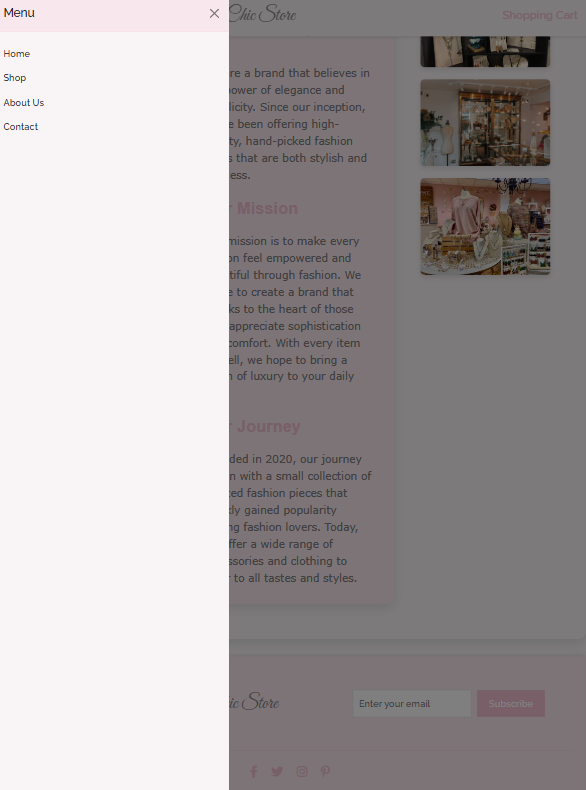 Menu
Chic Store
Shopping Cart
Home
Shop
About Us
Contact
re a brand that believes in
power of elegance and
licity. Since our inception,
e been offering high-
ty, hand-picked fashion
s that are both stylish and
ess.
r Mission
mission is to make every
on feel empowered and
tiful through fashion. We
e to create a brand that
ks to the heart of those
appreciate sophistication
comfort. With every item
ell, we hope to bring a
h of luxury to your daily
r Journey
ded in 2020, our journey
n with a small collection of
ted fashion pieces that
kly gained popularity
ng fashion lovers. Today,
ffer a wide range of
ssories and clothing to
r to all tastes and styles.
ic Store
Enter your email
Subscribe